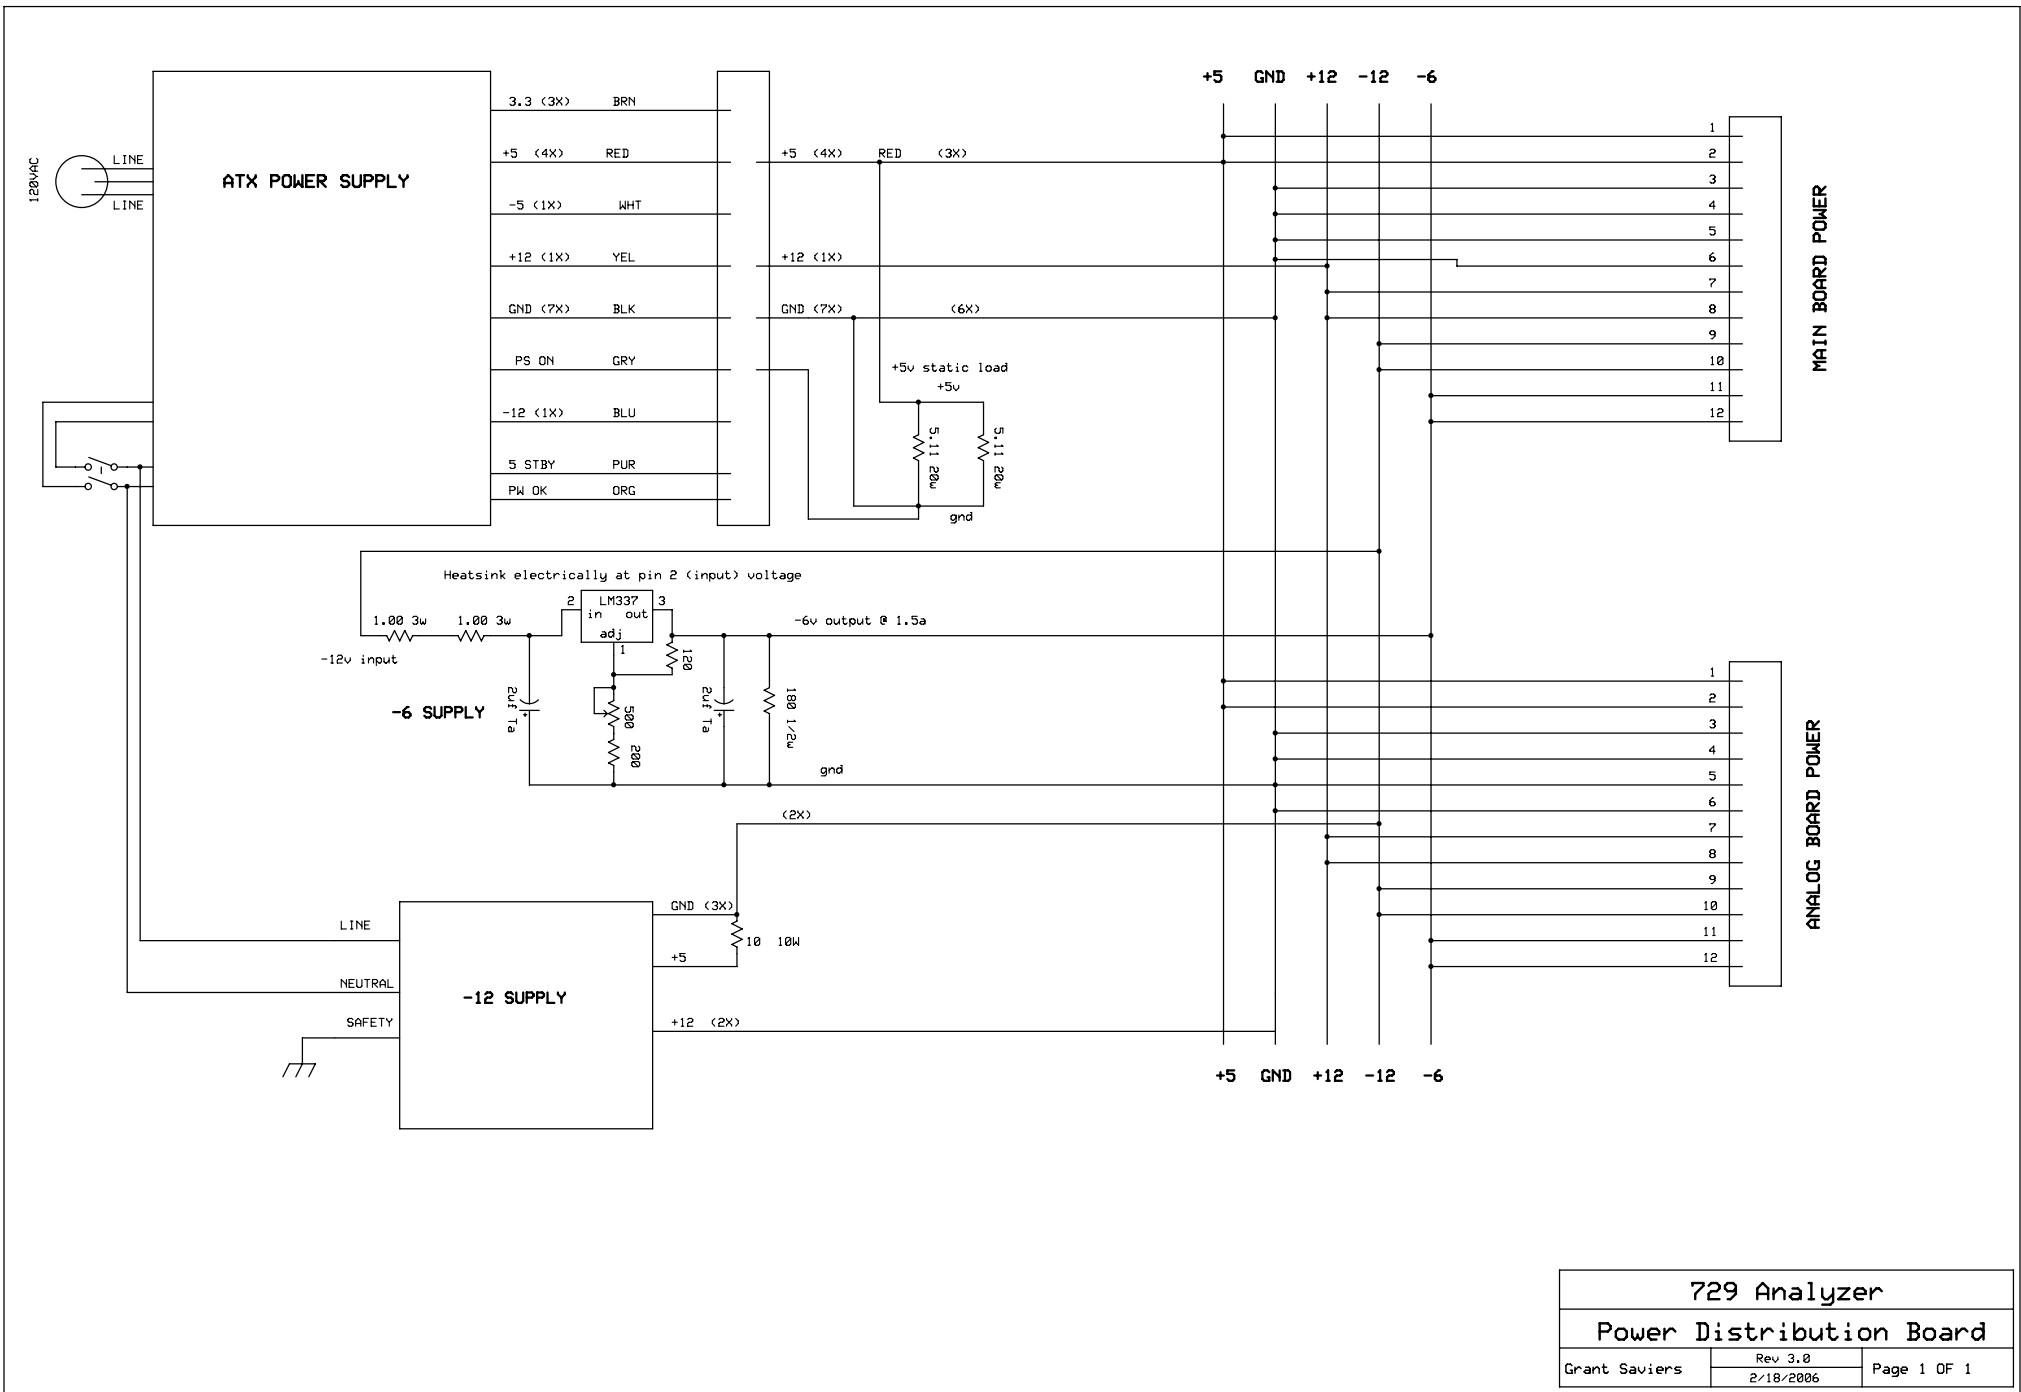 +5 GND +12 -12 -6
120VAC
LINE
LINE
ATX POWER SUPPLY
3.3 (3X) BRN
+5 (4X) RED
-5 (1X) WHT
+12 (1X) YEL
GND (7X) BLK
PS ON GRY
-12 (1X) BLU
5 STBY PUR
PW OK ORG
+5 (4X) RED (3X)
+12 (1X)
GND (7X) (6X)
+5v static load
+5v
5.11 20w
5.11 20w
gnd
1
2
3
4
5
6
7
8
9
10
11
12
MAIN BOARD POWER
Heatsink electrically at pin 2 (input) voltage
1.00 3w
1.00 3w
-12v input
2
LM337
3
in out
adj
1
120
-6v output @ 1.5a
-6 SUPPLY
2uf Ta
500
200
2uf Ta
180 1/2w
gnd
1
2
3
4
5
6
7
8
9
10
11
12
ANALOG BOARD POWER
(2X)
LINE
NEUTRAL
SAFETY
-12 SUPPLY
GND (3X)
10 10W
+5
+12 (2X)
+5 GND +12 -12 -6
729 Analyzer
Power Distribution Board
Grant Saviers
Rev 3.0
2/18/2006
Page 1 OF 1